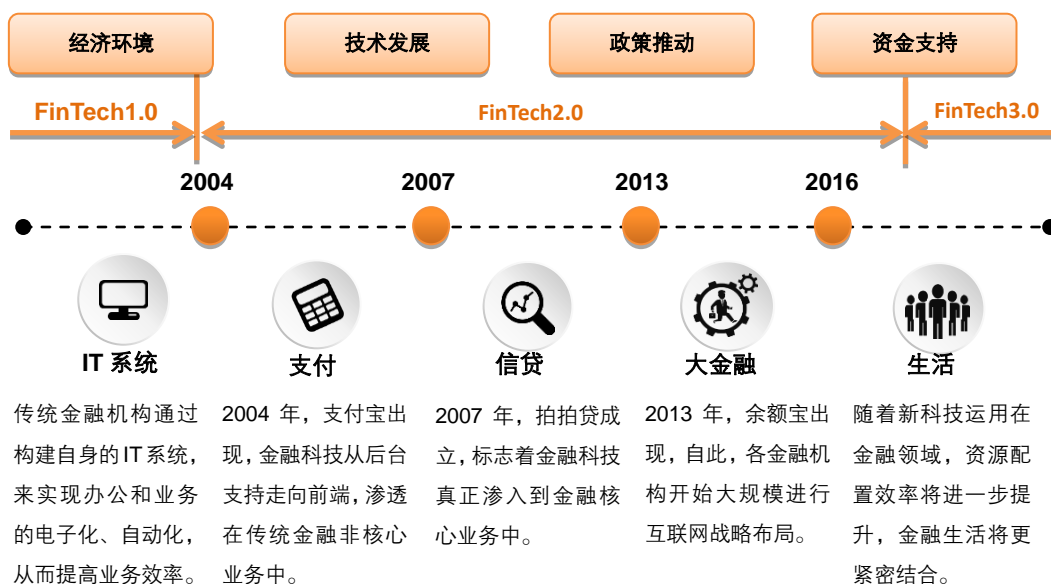 经济环境
技术发展
政策推动
资金支持
FinTech1.0
FinTech2.0
FinTech3.0
2004
2007
2013
2016
IT 系统
传统金融机构通过
构建自身的IT系统，
来实现办公和业务
的电子化、自动化，
从而提高业务效率。
支付
2004 年，支付宝出
现，金融科技从后台
支持走向前端，渗透
在传统金融非核心
业务中。
信贷
2007 年，拍拍贷成
立，标志着金融科技
真正渗入到金融核
心业务中。
大金融
2013 年，余额宝出
现，自此，各金融机
构开始大规模进行
互联网战略布局。
生活
随着新科技运用在
金融领域，资源配
置效率将进一步提
升，金融生活将更
紧密结合。